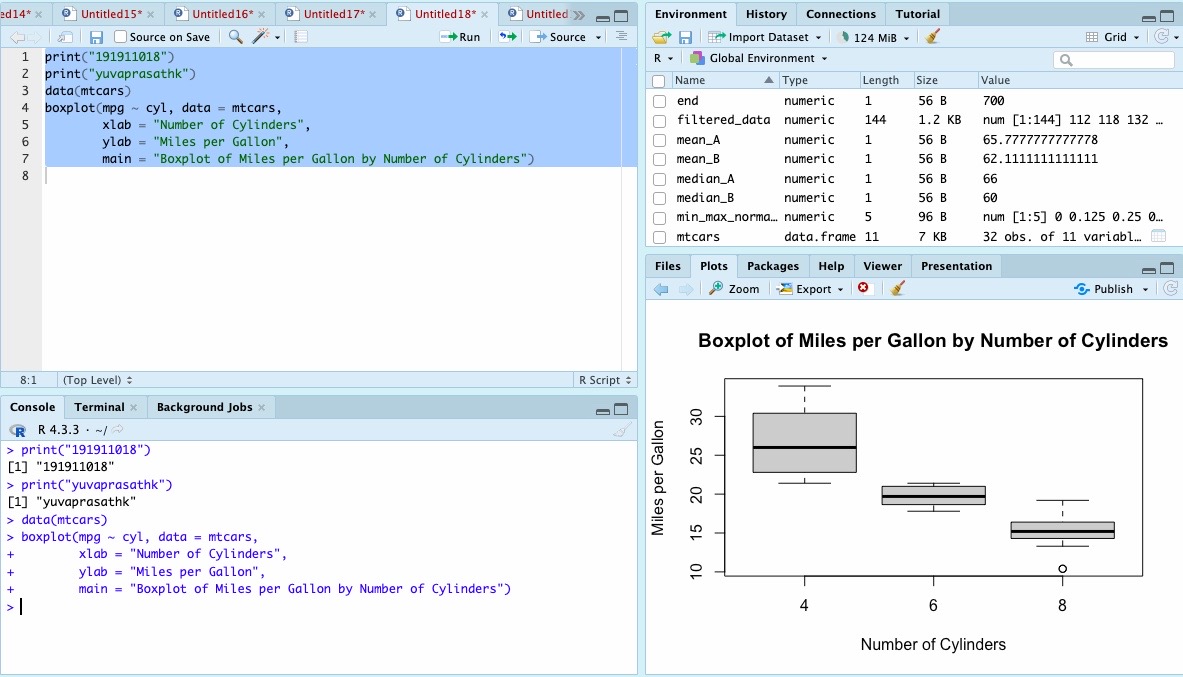 ed14* × Untitled15* × Untitled16* × Untitled17* × Untitled18* × Untitled
Source on Save Run Source
1 print("191911018")
2 print("yuvaprasathk")
3 data(mtcars)
4 boxplot(mpg ~ cyl, data = mtcars,
5 xlab = "Number of Cylinders",
6 ylab = "Miles per Gallon",
7 main = "Boxplot of Miles per Gallon by Number of Cylinders")
8
8:1 (Top Level) R Script
Console Terminal × Background Jobs ×
R 4.3.3 · ~/
> print("191911018")
[1] "191911018"
> print("yuvaprasathk")
[1] "yuvaprasathk"
> data(mtcars)
> boxplot(mpg ~ cyl, data = mtcars,
+ xlab = "Number of Cylinders",
+ ylab = "Miles per Gallon",
+ main = "Boxplot of Miles per Gallon by Number of Cylinders")
>
Environment History Connections Tutorial
Import Dataset 124 MiB Grid
R Global Environment
Name Type Length Size Value
end numeric 1 56 B 700
filtered_data numeric 144 1.2 KB num [1:144] 112 118 132 …
mean_A numeric 1 56 B 65.7777777777778
mean_B numeric 1 56 B 62.1111111111111
median_A numeric 1 56 B 66
median_B numeric 1 56 B 60
min_max_norma… numeric 5 96 B num [1:5] 0 0.125 0.25 0…
mtcars data.frame 11 7 KB 32 obs. of 11 variabl…
Files Plots Packages Help Viewer Presentation
Zoom Export Publish
Boxplot of Miles per Gallon by Number of Cylinders
Miles per Gallon
30
25
20
15
10
4 6 8
Number of Cylinders